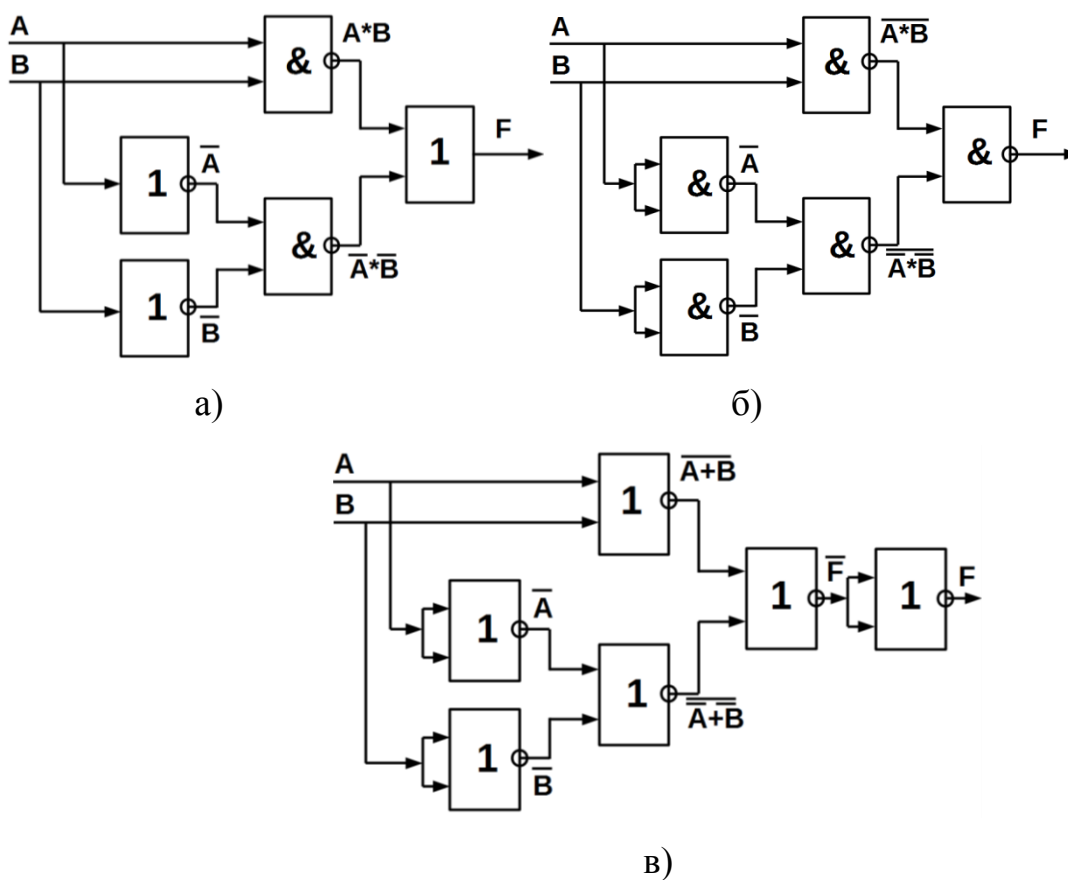 A
B
&
A*B
1
A̅
1
B̅
&
A̅*B̅
1
F
а)
A
B
&
A̅*̅B̅
&
A̅
&
B̅
&
A̿*̅B̿
&
F
б)
A
B
1
A̅+̅B̅
1
A̅
1
B̅
1
A̿+̅B̿
1
F̅
1
F
в)